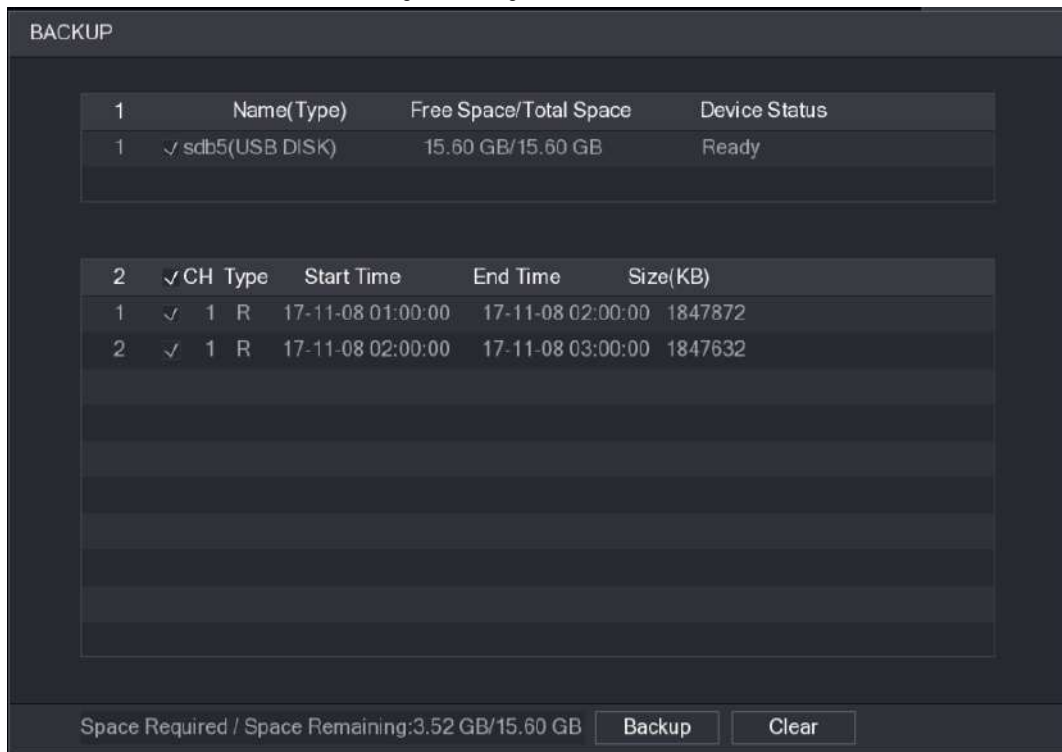 BACKUP
1 Name(Type) Free Space/Total Space Device Status
1 sdb5(USB DISK) 15.60 GB/15.60 GB Ready
2 CH Type Start Time End Time Size(KB)
1 1 R 17-11-08 01:00:00 17-11-08 02:00:00 1847872
2 1 R 17-11-08 02:00:00 17-11-08 03:00:00 1847632
Space Required / Space Remaining:3.52 GB/15.60 GB Backup Clear